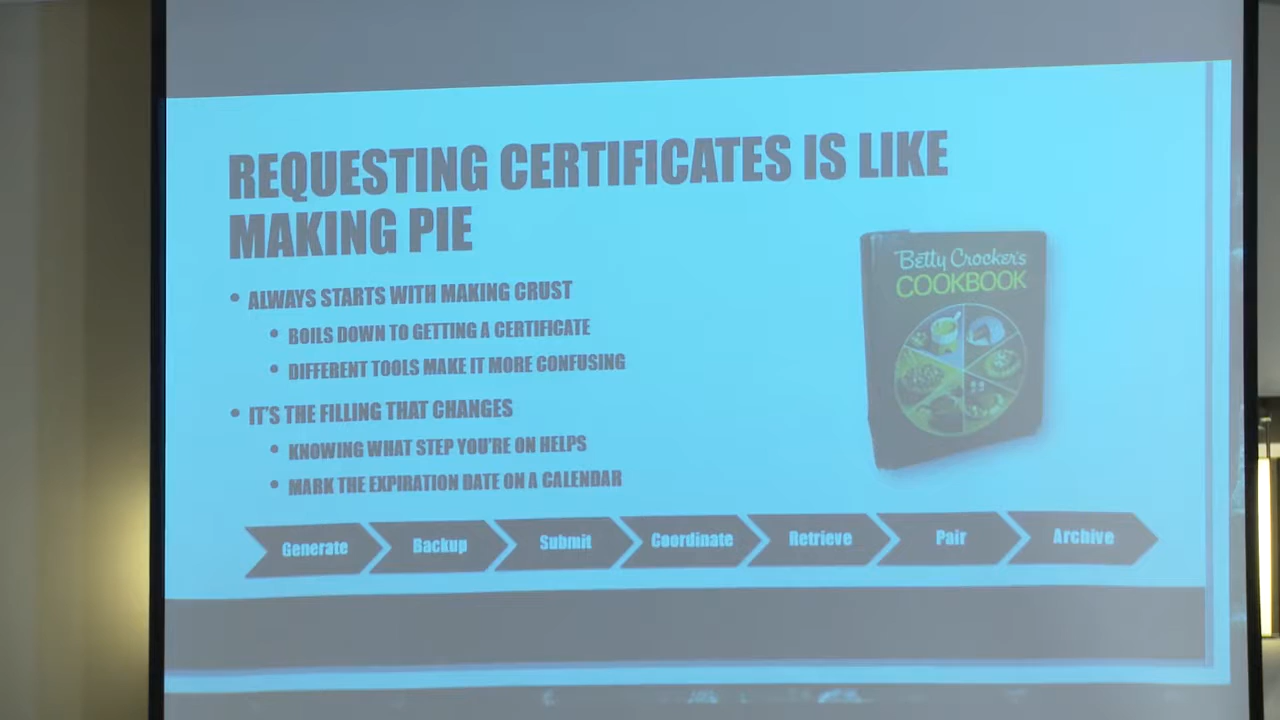 REQUESTING CERTIFICATES IS LIKE
MAKING PIE
• ALWAYS STARTS WITH MAKING CRUST
• BOILS DOWN TO GETTING A CERTIFICATE
• DIFFERENT TOOLS MAKE IT MORE CONFUSING
• IT'S THE FILLING THAT CHANGES
• KNOWING WHAT STEP YOU'RE ON HELPS
• MARK THE EXPIRATION DATE ON A CALENDAR
Betty Crocker's
COOKBOOK
Generate Backup Submit Coordinate Retrieve Pair Archive